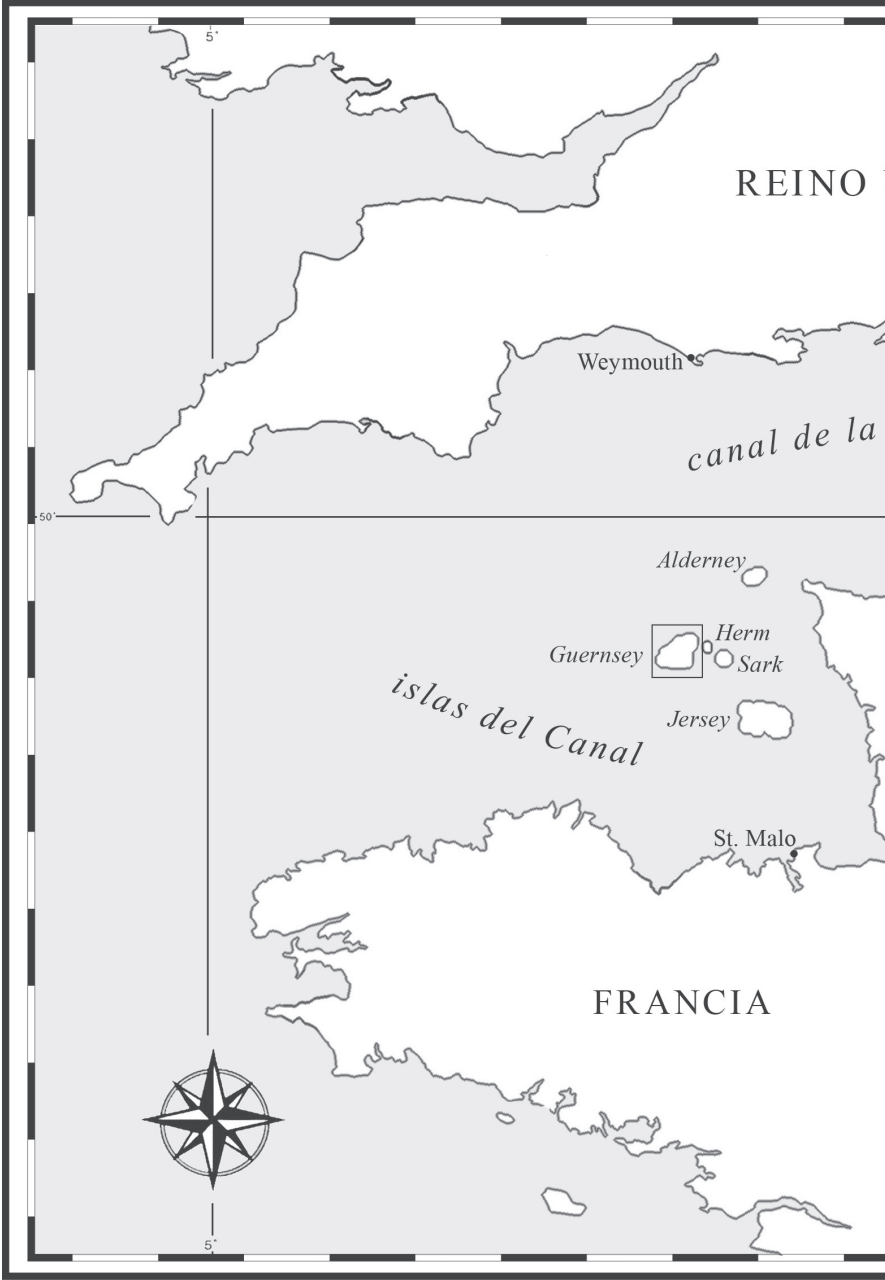 5°
REINO
Weymouth
canal de la
50°
Alderney
Herm
Guernsey
Sark
islas del Canal
Jersey
St. Malo
FRANCIA
5°